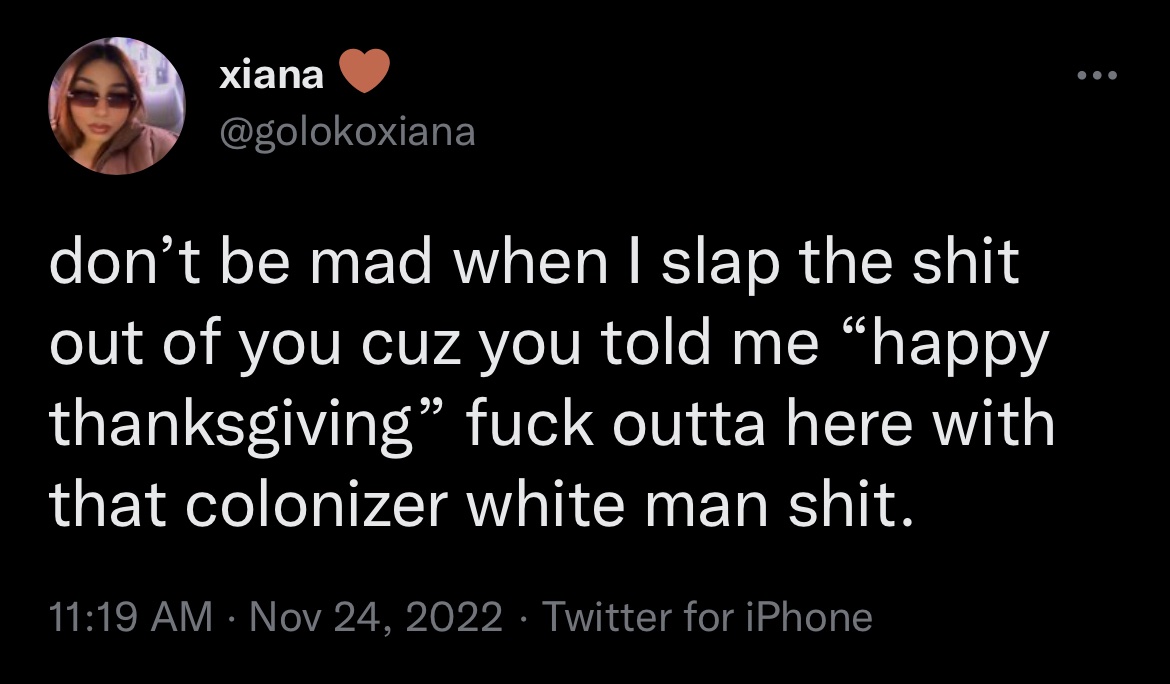 xiana 🤎
@golokoxiana
don’t be mad when I slap the shit
out of you cuz you told me “happy
thanksgiving” fuck outta here with
that colonizer white man shit.
11:19 AM · Nov 24, 2022 · Twitter for iPhone